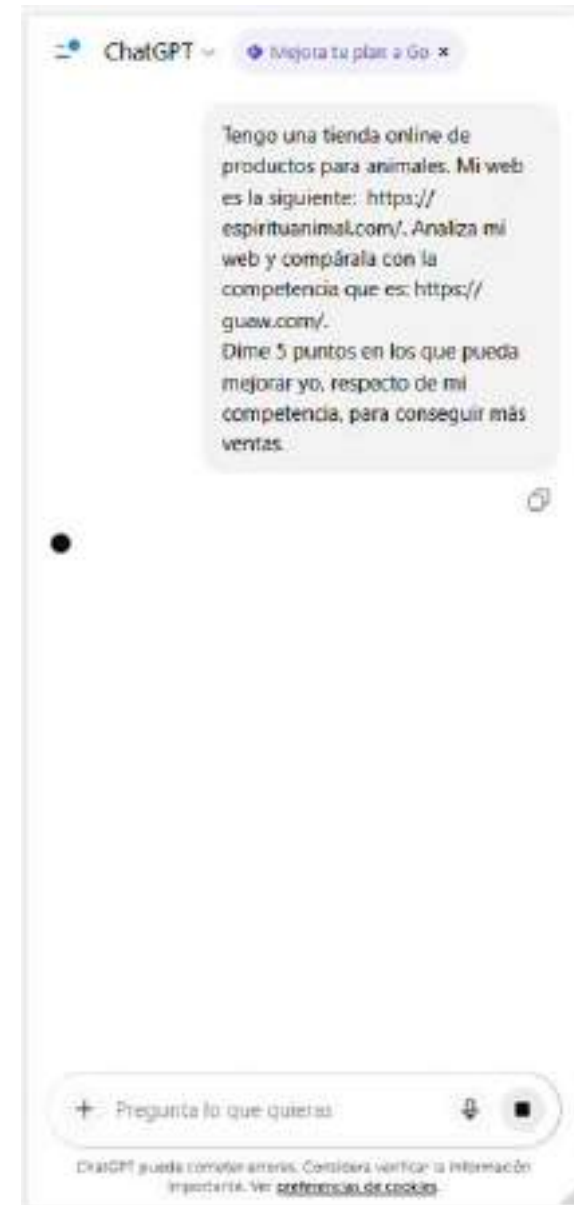 ChatGPT
Mejora tu plan a Go ×
Tengo una tienda online de
productos para animales. Mi web
es la siguiente: https://
espirituanimal.com/. Analiza mi
web y compárala con la
competencia que es: https://
guaw.com/.
Dime 5 puntos en los que pueda
mejorar yo, respecto de mi
competencia, para conseguir más
ventas.
+ Pregunta lo que quieras
ChatGPT puede cometer errores. Considera verificar la información
importante. Ver preferencias de cookies.